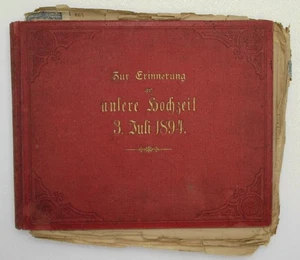 Zur Erinnerung
an
unsere Hochzeit
3. Juli 1894.